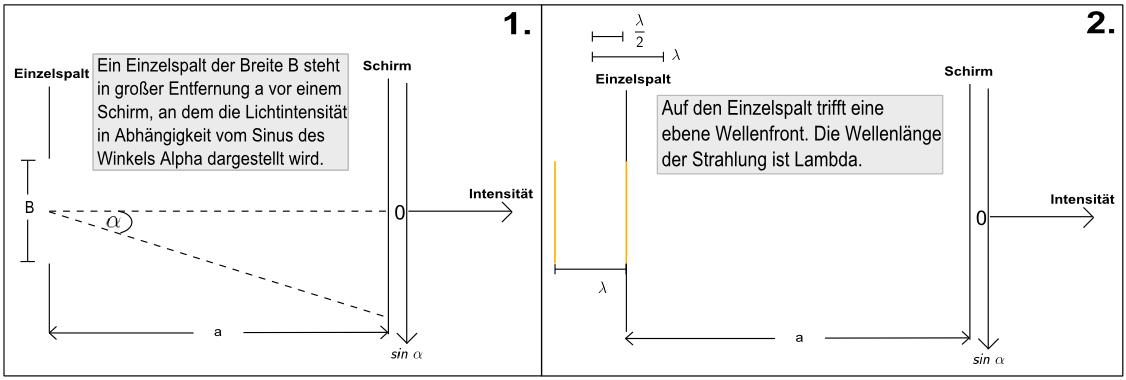 1.
Einzelspalt
Ein Einzelspalt der Breite B steht
in großer Entfernung a vor einem
Schirm, an dem die Lichtintensität
in Abhängigkeit vom Sinus des
Winkels Alpha dargestellt wird.
Schirm
B
α
0
Intensität
a
sin α
2.
λ/2
λ
Einzelspalt
Auf den Einzelspalt trifft eine
ebene Wellenfront. Die Wellenlänge
der Strahlung ist Lambda.
Schirm
Intensität
0
λ
a
sin α